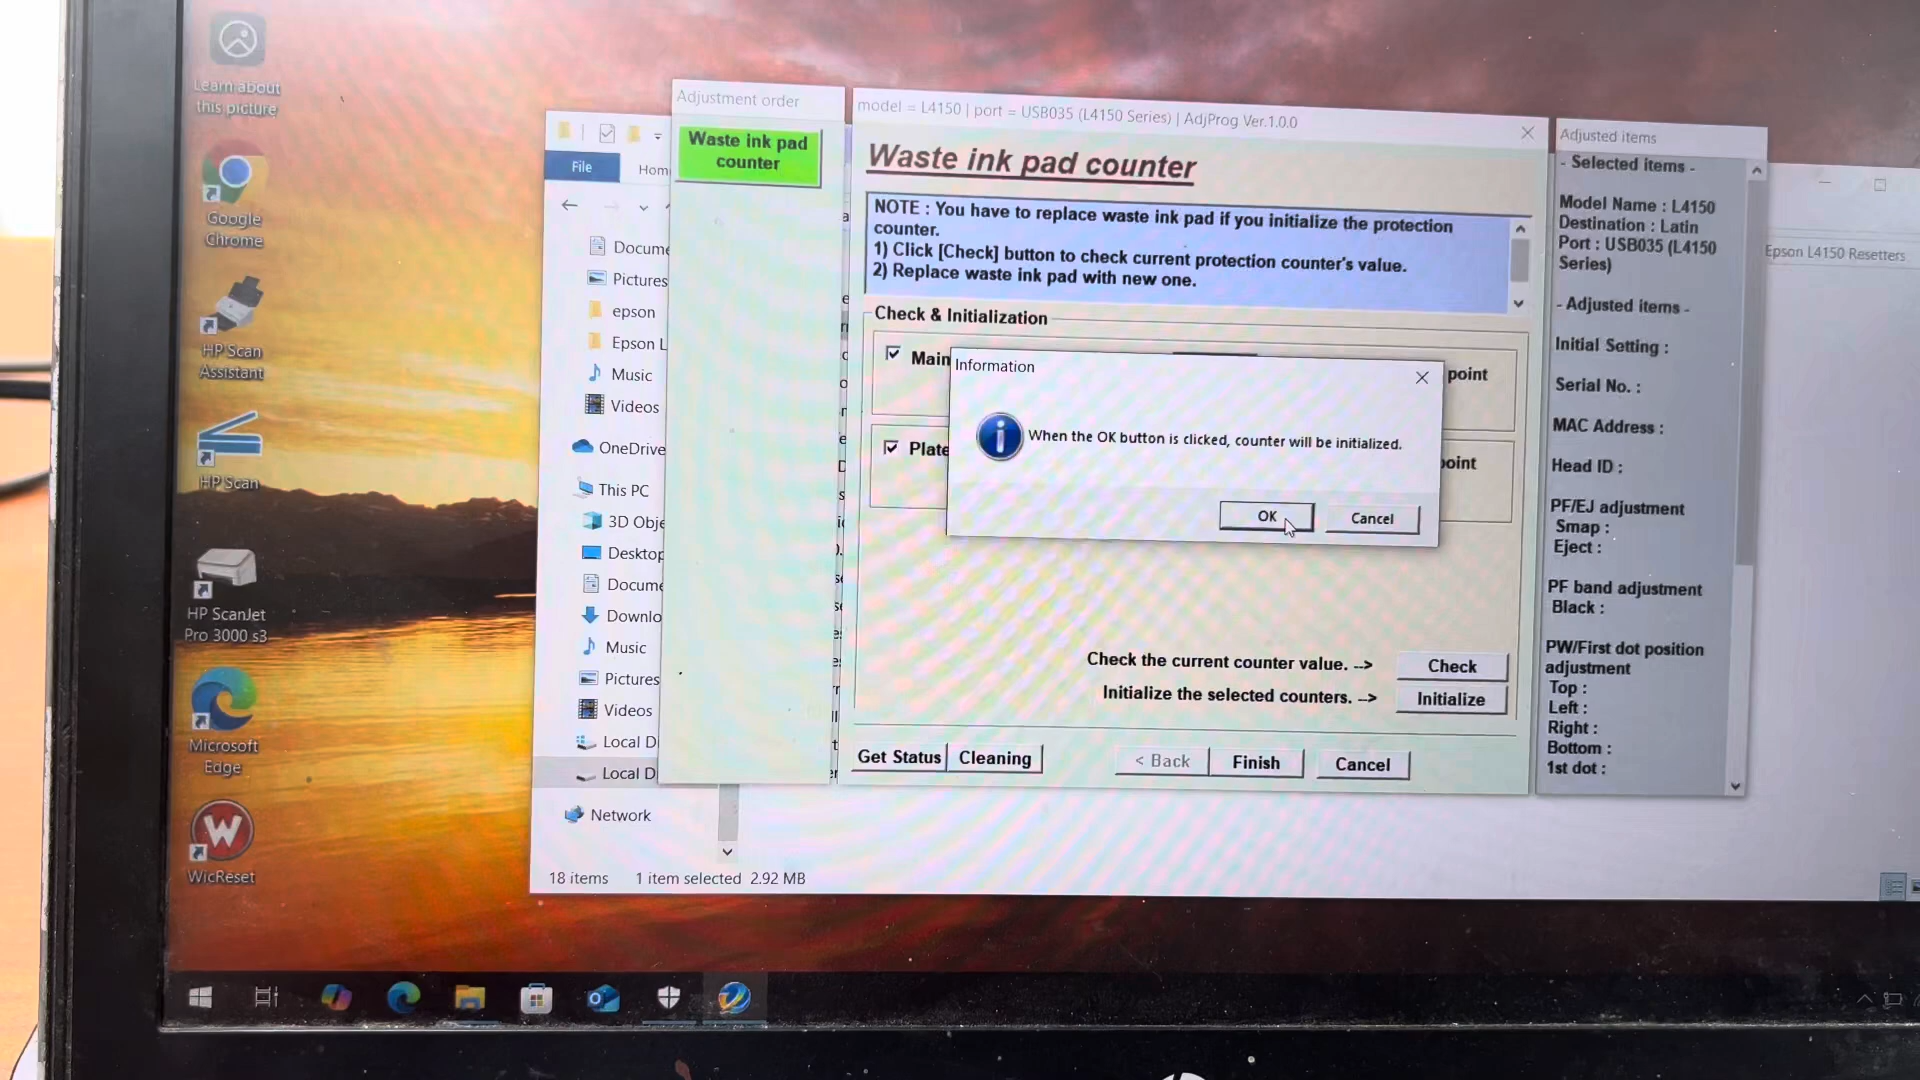 Learn about
this picture
Google
Chrome
HP Scan
Assistant
HP Scan
HP ScanJet
Pro 3000 s3
Microsoft
Edge
WicReset
File
Hom
Docume
Pictures
epson
Epson L
Music
Videos
OneDrive
This PC
3D Obje
Desktop
Docume
Downlo
Music
Pictures
Videos
Local Di
Local D
Network
18 items 1 item selected 2.92 MB
Adjustment order
Waste ink pad
counter
model = L4150 | port = USB035 (L4150 Series) | AdjProg Ver.1.0.0
Waste ink pad counter
NOTE : You have to replace waste ink pad if you initialize the protection
counter.
1) Click [Check] button to check current protection counter's value.
2) Replace waste ink pad with new one.
Check & Initialization
Main
point
Plate
point
Information
When the OK button is clicked, counter will be initialized.
OK
Cancel
Check the current counter value. -->
Check
Initialize the selected counters. -->
Initialize
Get Status
Cleaning
< Back
Finish
Cancel
Adjusted items
- Selected items -
Model Name : L4150
Destination : Latin
Port : USB035 (L4150
Series)
- Adjusted items -
Initial Setting :
Serial No. :
MAC Address :
Head ID :
PF/EJ adjustment
Smap :
Eject :
PF band adjustment
Black :
PW/First dot position
adjustment
Top :
Left :
Right :
Bottom :
1st dot :
Epson L4150 Resetters